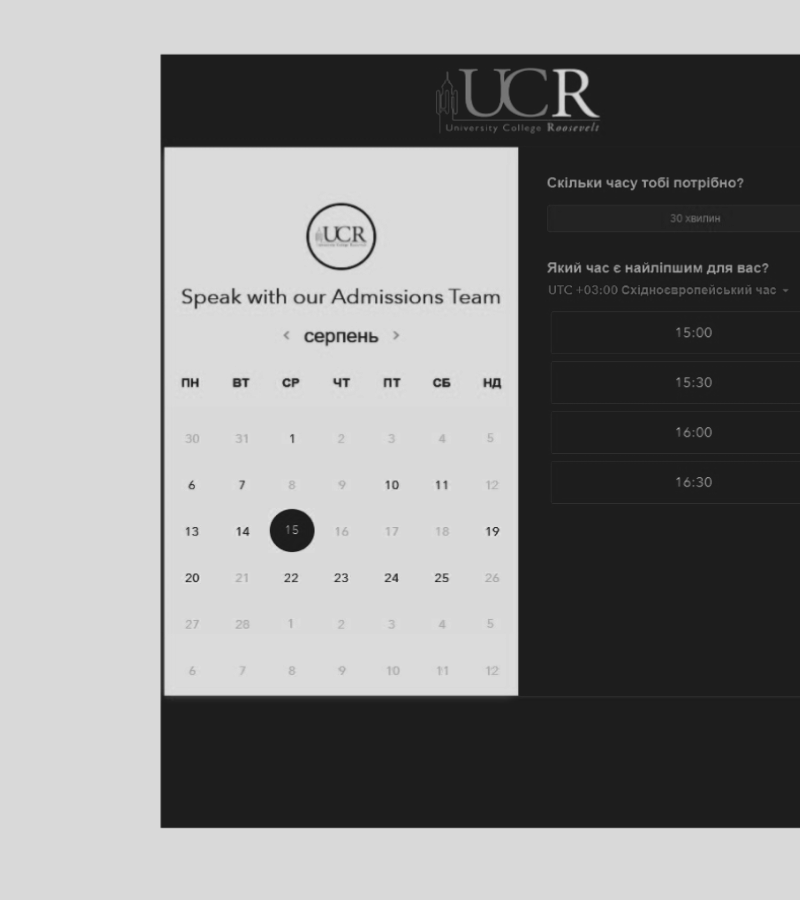 UCR
University College Roosevelt
UCR
Speak with our Admissions Team
< серпень >
ПН ВТ СР ЧТ ПТ СБ НД
30 31 1 2 3 4 5
6 7 8 9 10 11 12
13 14 15 16 17 18 19
20 21 22 23 24 25 26
27 28 1 2 3 4 5
6 7 8 9 10 11 12
Скільки часу тобі потрібно?
30 хвилин
Який час є найліпшим для вас?
UTC +03:00 Східноєвропейський час
15:00
15:30
16:00
16:30